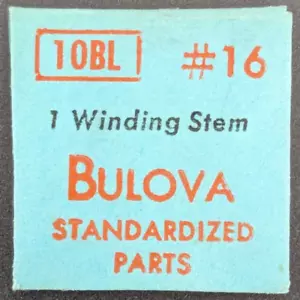 10BL #16
1 Winding Stem
BULOVA
STANDARDIZED
PARTS